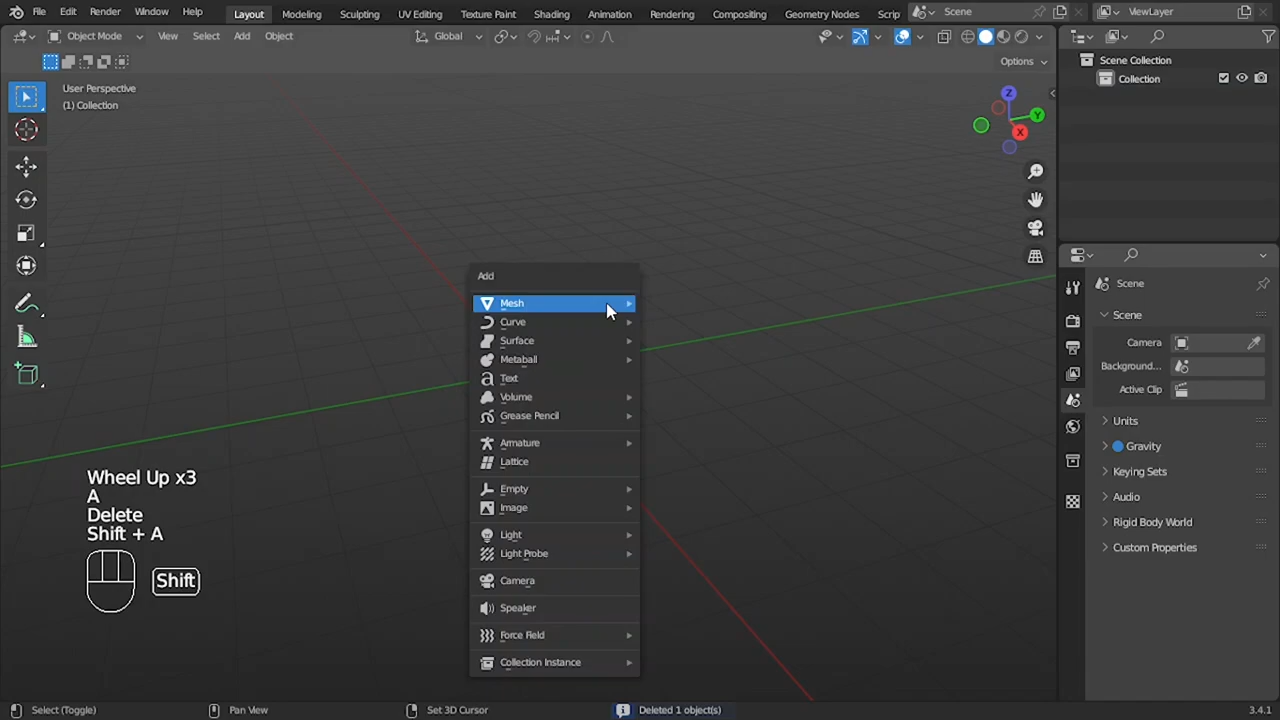 File Edit Render Window Help Layout Modeling Sculpting UV Editing Texture Paint Shading Animation Rendering Compositing Geometry Nodes Scrip Scene ViewLayer
Object Mode View Select Add Object Global
Options
User Perspective
(1) Collection
Z
Y
X
Add
Mesh
Curve
Surface
Metaball
Text
Volume
Grease Pencil
Armature
Lattice
Empty
Image
Light
Light Probe
Camera
Speaker
Force Field
Collection Instance
Wheel Up x3
A
Delete
Shift + A
Shift
Scene Collection
Collection
Scene
Scene
Camera
Background...
Active Clip
Units
Gravity
Keying Sets
Audio
Rigid Body World
Custom Properties
Select (Toggle) Pan View Set 3D Cursor Deleted 1 object(s) 3.4.1